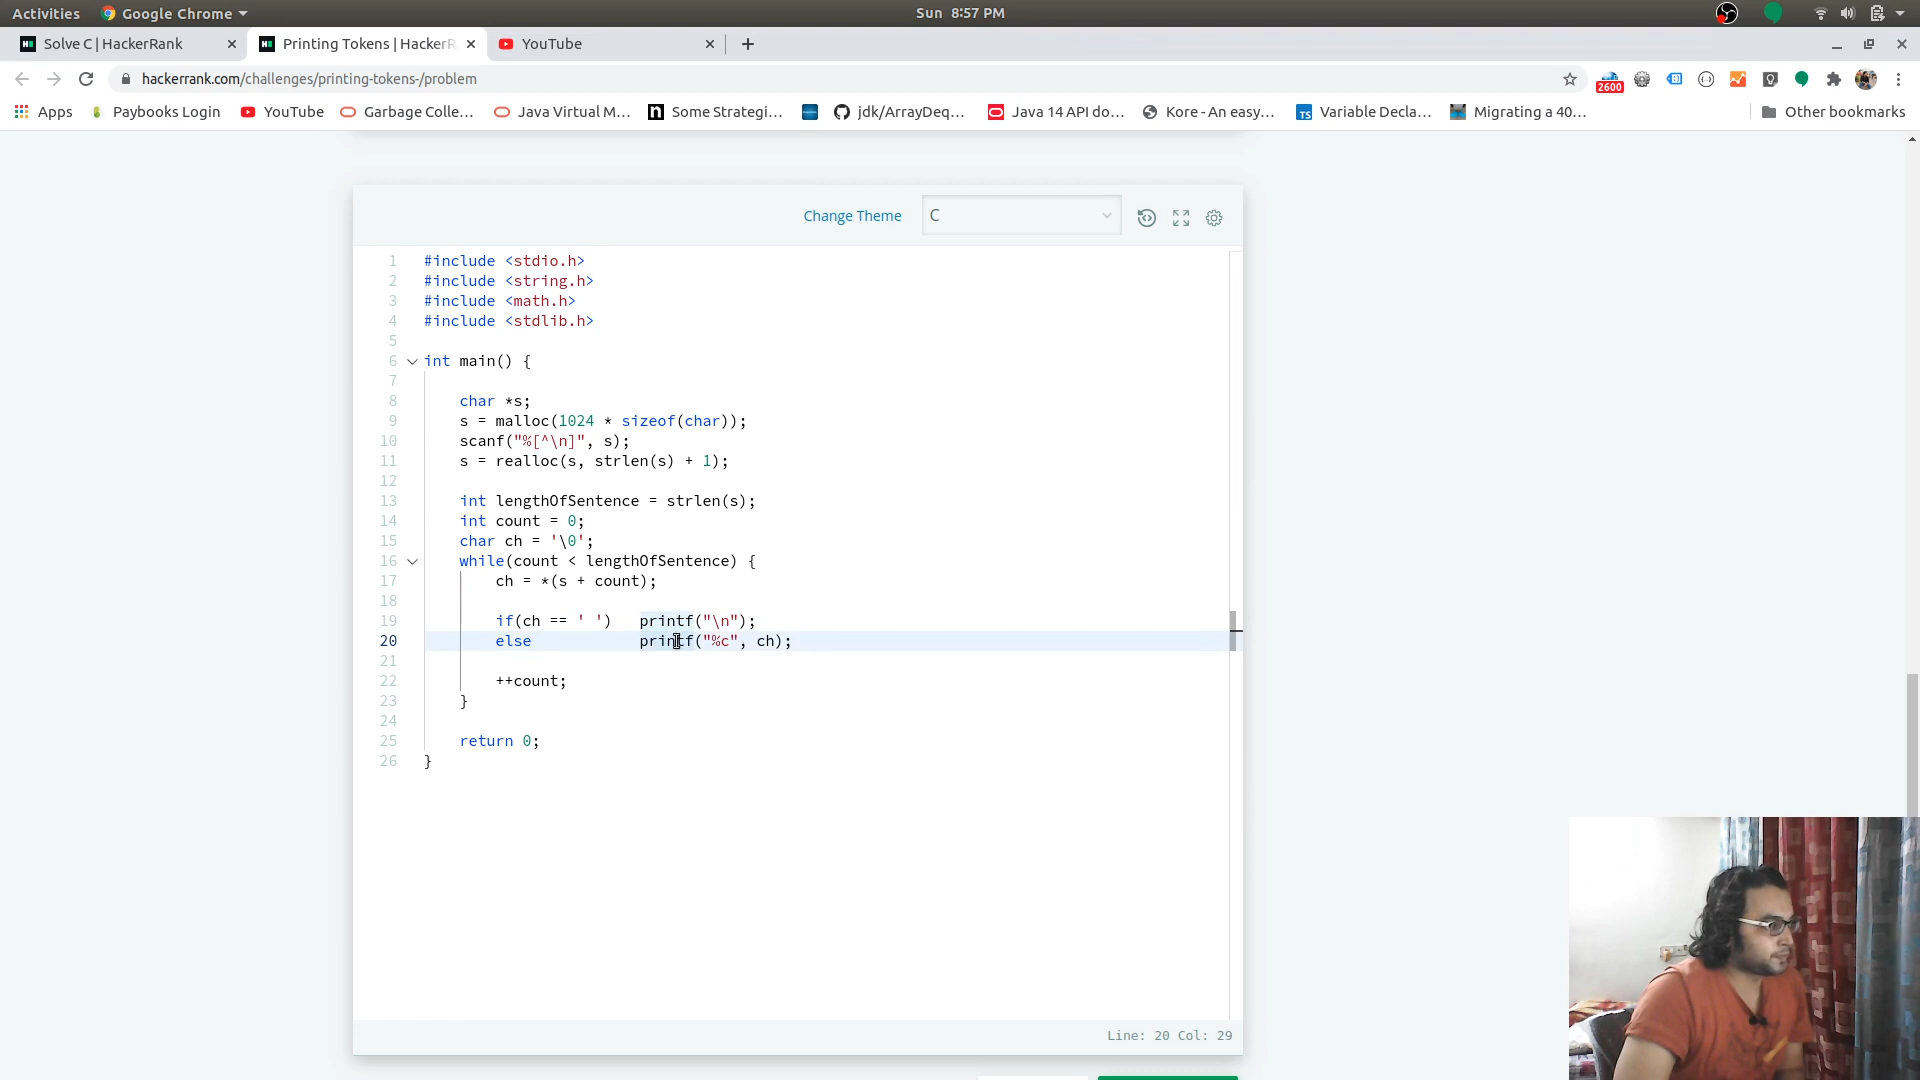 Activities Google Chrome Sun 8:57 PM
Solve C | HackerRank Printing Tokens | HackerR YouTube
hackerrank.com/challenges/printing-tokens-/problem 2600
Apps Paybooks Login YouTube Garbage Colle... Java Virtual M... Some Strategi... jdk/ArrayDeq... Java 14 API do... Kore - An easy... TS Variable Decla... Migrating a 40... Other bookmarks
Change Theme C
1 #include <stdio.h>
2 #include <string.h>
3 #include <math.h>
4 #include <stdlib.h>
5
6 int main() {
7
8 char *s;
9 s = malloc(1024 * sizeof(char));
10 scanf("%[^\n]", s);
11 s = realloc(s, strlen(s) + 1);
12
13 int lengthOfSentence = strlen(s);
14 int count = 0;
15 char ch = '\0';
16 while(count < lengthOfSentence) {
17 ch = *(s + count);
18
19 if(ch == ' ') printf("\n");
20 else printf("%c", ch);
21
22 ++count;
23 }
24
25 return 0;
26 }
Line: 20 Col: 29